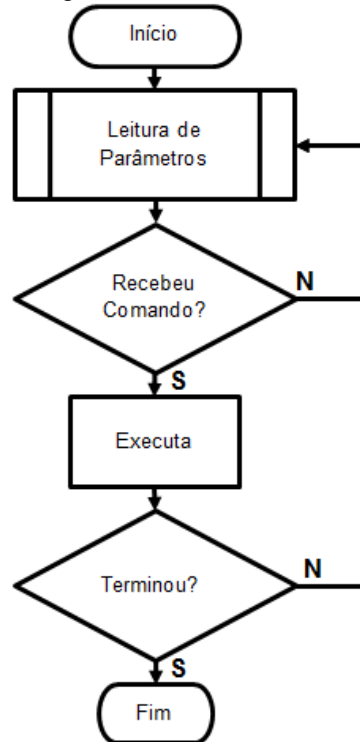 Início
Leitura de
Parâmetros
Recebeu
Comando?
N
S
Executa
Terminou?
N
S
Fim